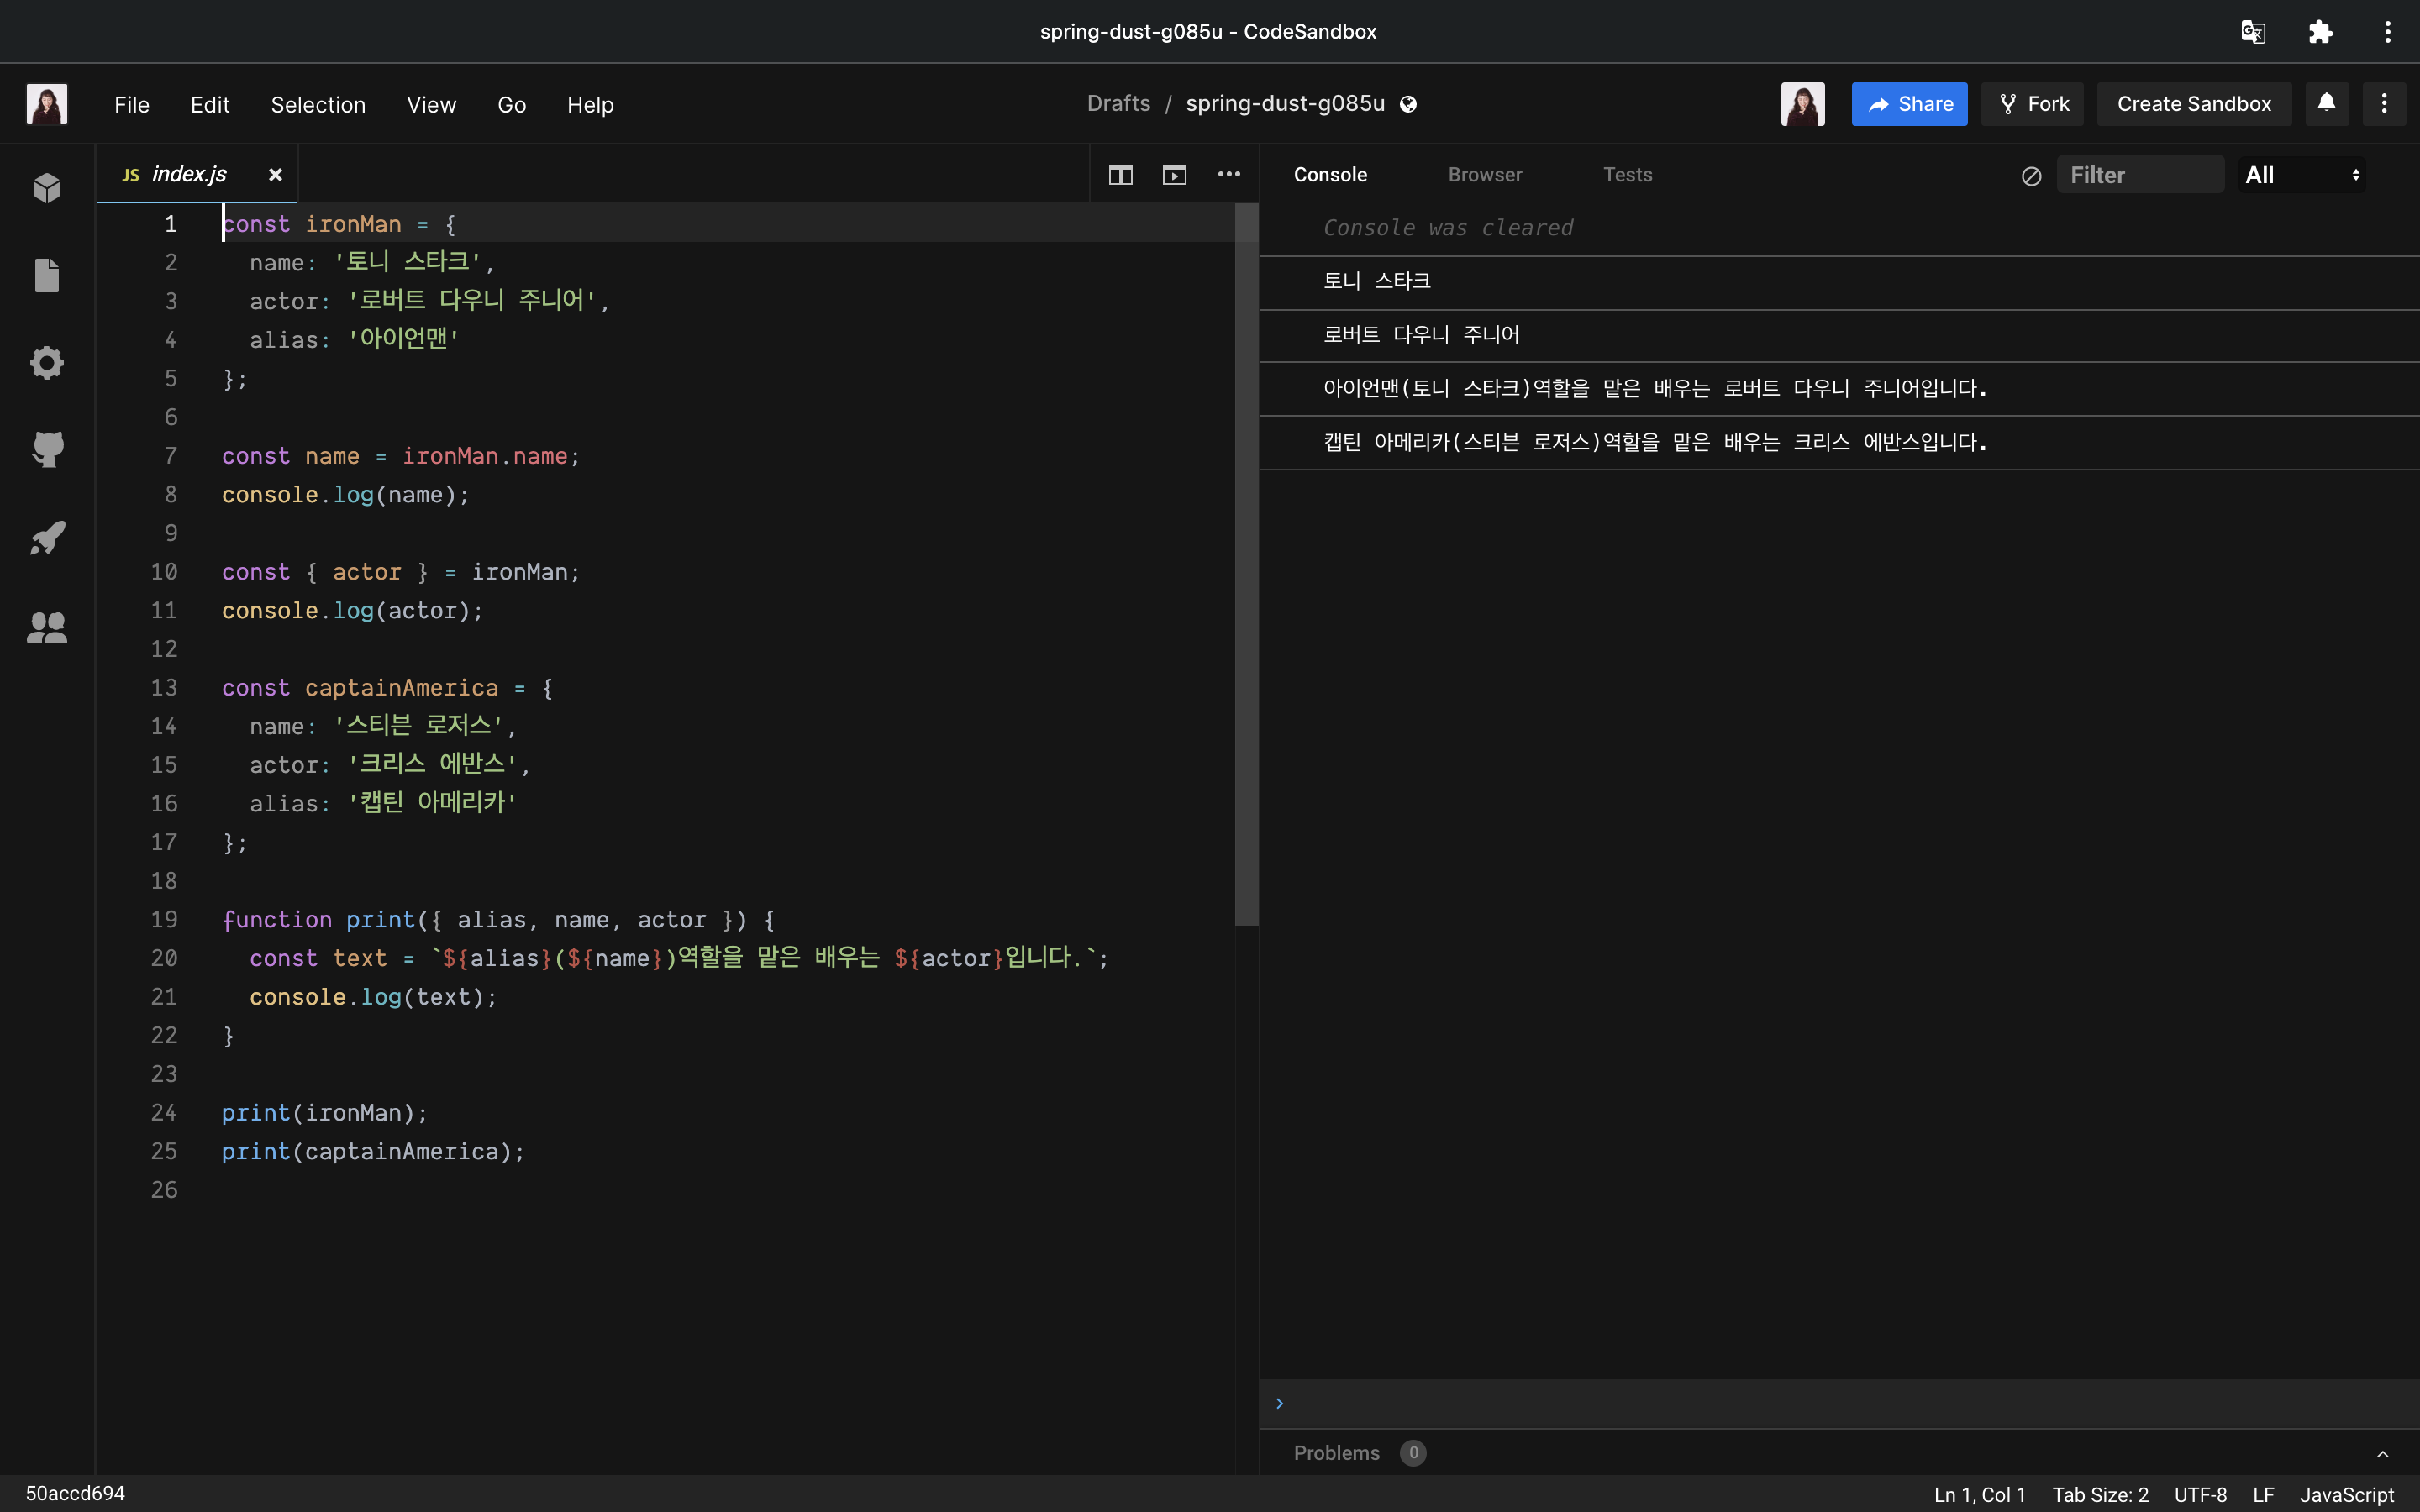 spring-dust-g085u - CodeSandbox
File Edit Selection View Go Help
Drafts / spring-dust-g085u
Share Fork Create Sandbox
JS index.js
1 const ironMan = {
2   name: '토니 스타크',
3   actor: '로버트 다우니 주니어',
4   alias: '아이언맨'
5 };
6
7 const name = ironMan.name;
8 console.log(name);
9
10 const { actor } = ironMan;
11 console.log(actor);
12
13 const captainAmerica = {
14   name: '스티븐 로저스',
15   actor: '크리스 에반스',
16   alias: '캡틴 아메리카'
17 };
18
19 function print({ alias, name, actor }) {
20   const text = `${alias}(${name})역할을 맡은 배우는 ${actor}입니다.`;
21   console.log(text);
22 }
23
24 print(ironMan);
25 print(captainAmerica);
26
Console Browser Tests
Filter All
Console was cleared
토니 스타크
로버트 다우니 주니어
아이언맨(토니 스타크)역할을 맡은 배우는 로버트 다우니 주니어입니다.
캡틴 아메리카(스티븐 로저스)역할을 맡은 배우는 크리스 에반스입니다.
Problems 0
50accd694
Ln 1, Col 1 Tab Size: 2 UTF-8 LF JavaScript